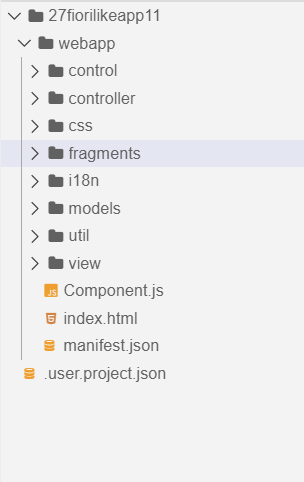 27fiorilikeapp11
webapp
control
controller
css
fragments
i18n
models
util
view
JS Component.js
index.html
manifest.json
.user.project.json